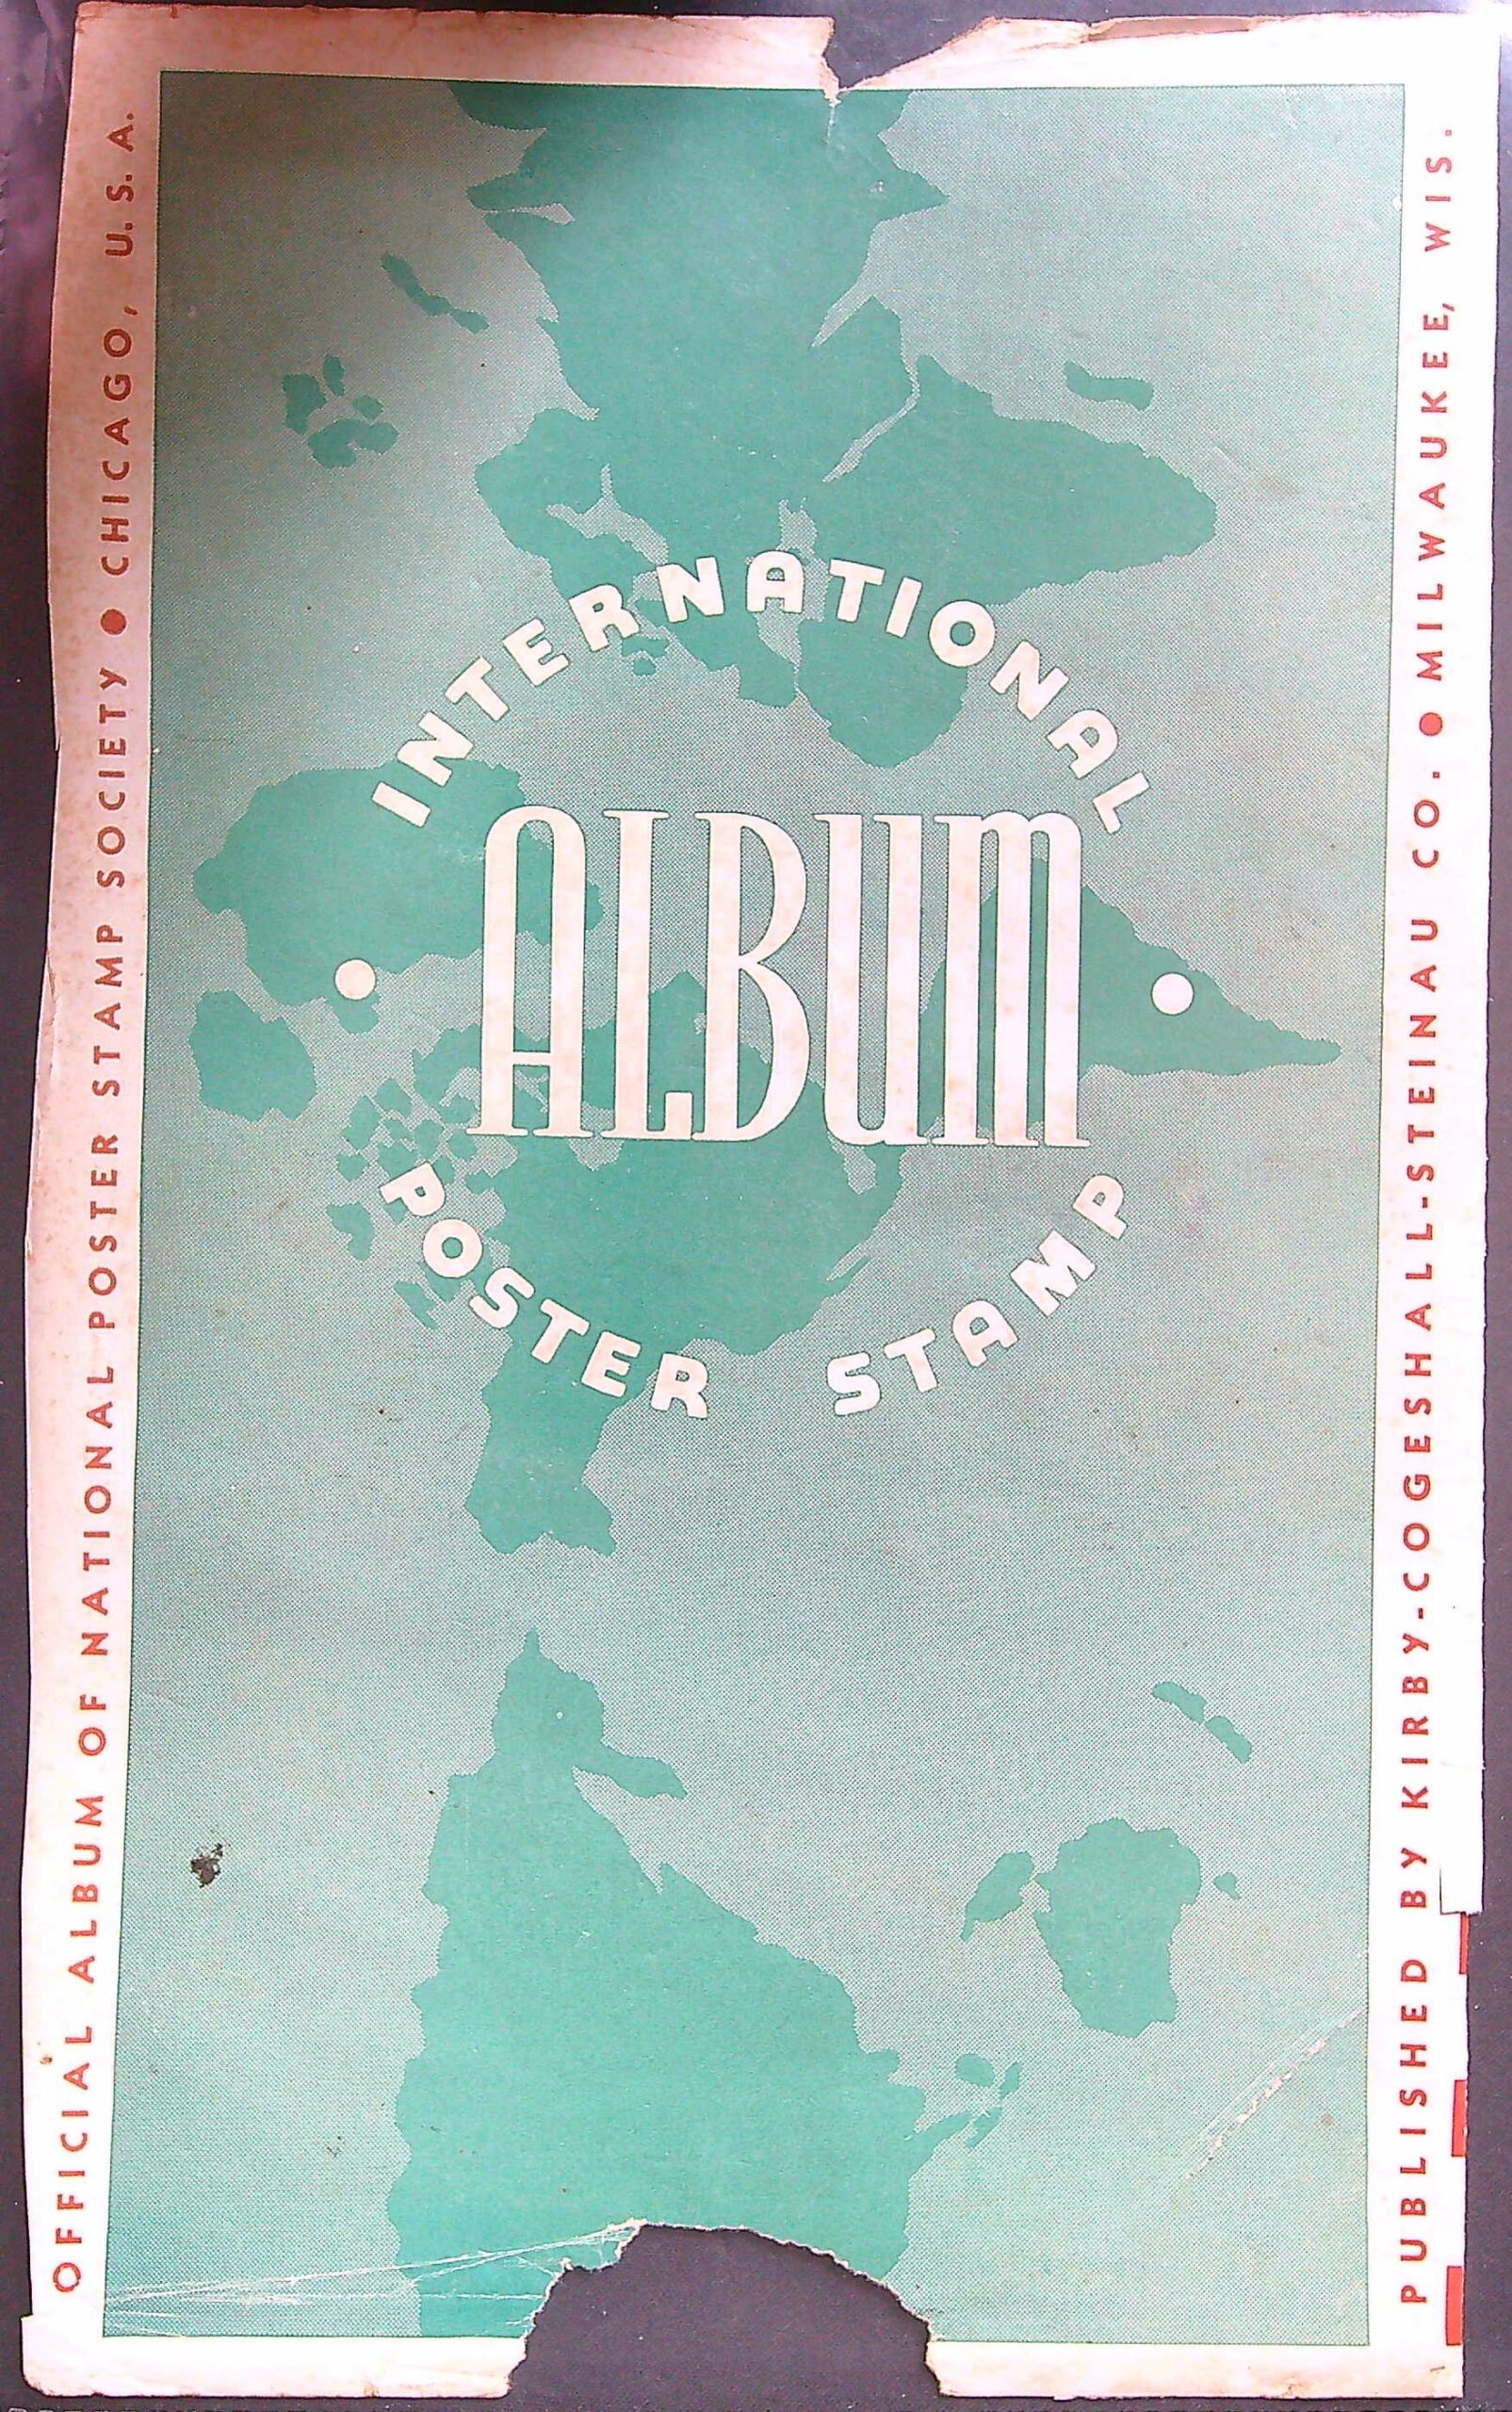 OFFICIAL ALBUM OF NATIONAL POSTER STAMP SOCIETY ● CHICAGO, U.S.A.
INTERNATIONAL
ALBUM
POSTER STAMP
PUBLISHED BY KIRBY-COGESHALL-STEINAU CO. ● MILWAUKEE, WIS.